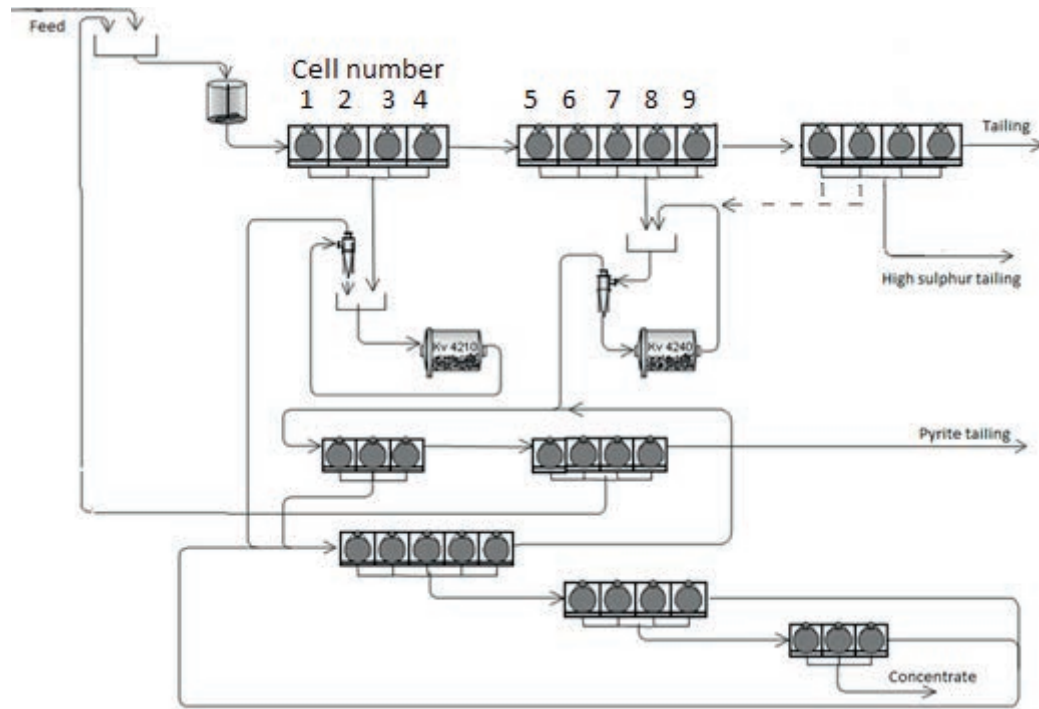 Feed
Cell number
1 2 3 4
5 6 7 8 9
Tailing
High sulphur tailing
Kv 4210
Kv 4240
Pyrite tailing
Concentrate